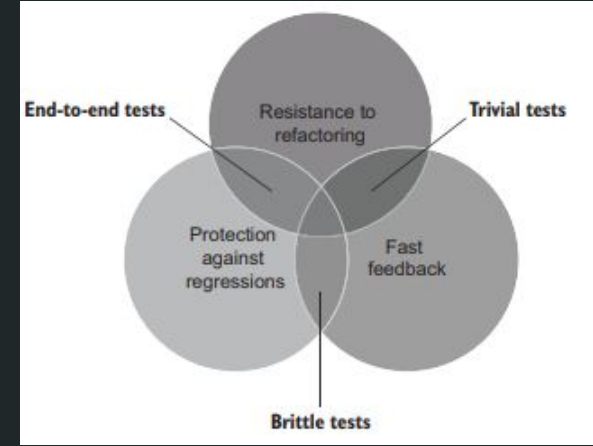 End-to-end tests
Trivial tests
Resistance to
refactoring
Protection
against
regressions
Fast
feedback
Brittle tests